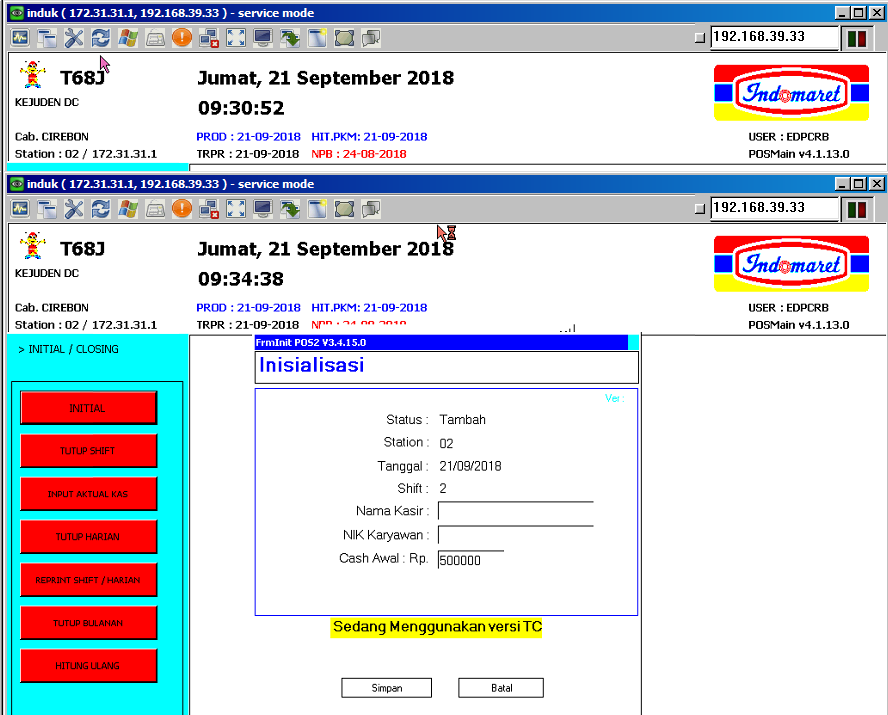 induk ( 172.31.31.1, 192.168.39.33 ) - service mode
192.168.39.33
T68J
Jumat, 21 September 2018
Indomaret
KEJUDEN DC
09:30:52
Cab. CIREBON
PROD : 21-09-2018 HIT.PKM: 21-09-2018
USER : EDPCRB
Station : 02 / 172.31.31.1
TRPR : 21-09-2018 NPB : 24-08-2018
POSMain v4.1.13.0
induk ( 172.31.31.1, 192.168.39.33 ) - service mode
192.168.39.33
T68J
Jumat, 21 September 2018
Indomaret
KEJUDEN DC
09:34:38
Cab. CIREBON
PROD : 21-09-2018 HIT.PKM: 21-09-2018
USER : EDPCRB
Station : 02 / 172.31.31.1
TRPR : 21-09-2018 NPB : 24-08-2018
POSMain v4.1.13.0
> INITIAL / CLOSING
INITIAL
TUTUP SHIFT
INPUT AKTUAL KAS
TUTUP HARIAN
REPRINT SHIFT / HARIAN
TUTUP BULANAN
HITUNG ULANG
FrmInit POS2 V3.4.15.0
Inisialisasi
Ver :
Status : Tambah
Station : 02
Tanggal : 21/09/2018
Shift : 2
Nama Kasir :
NIK Karyawan :
Cash Awal : Rp. 500000
Sedang Menggunakan versi TC
Simpan
Batal